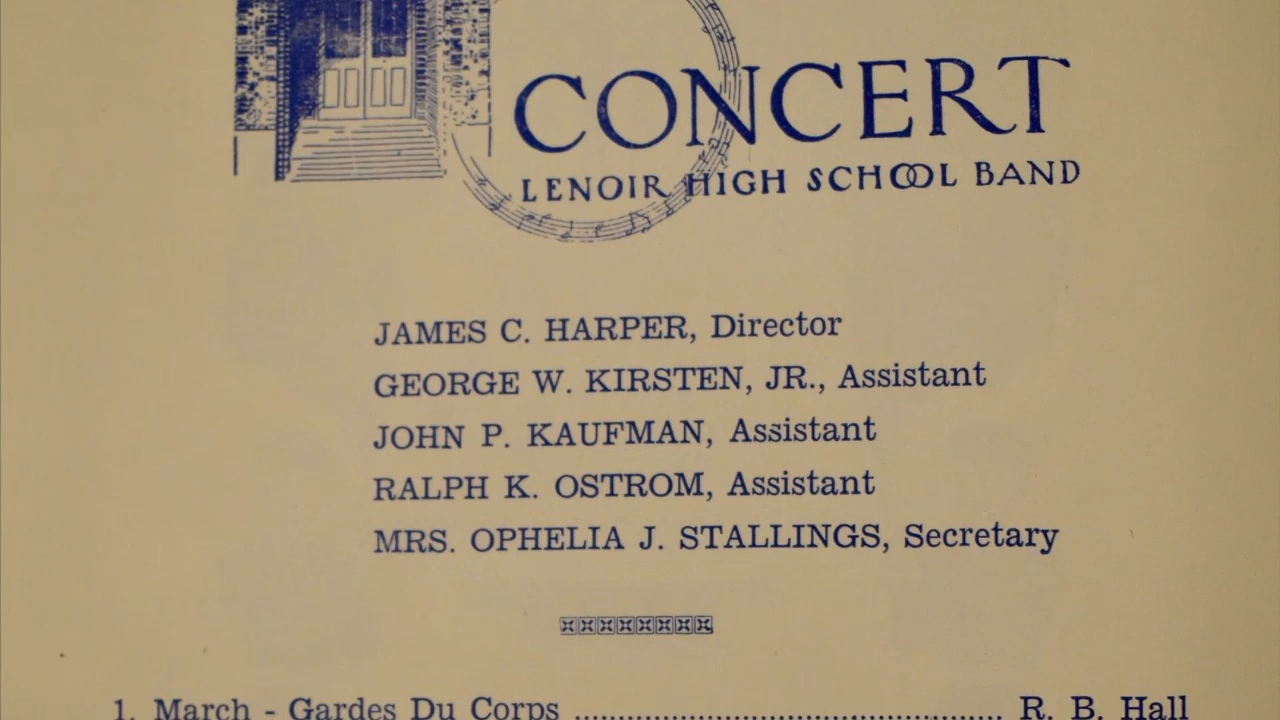 CONCERT
LENOIR HIGH SCHOOL BAND
JAMES C. HARPER, Director
GEORGE W. KIRSTEN, JR., Assistant
JOHN P. KAUFMAN, Assistant
RALPH K. OSTROM, Assistant
MRS. OPHELIA J. STALLINGS, Secretary
1. March - Gardes Du Corps ........................................... R. B. Hall